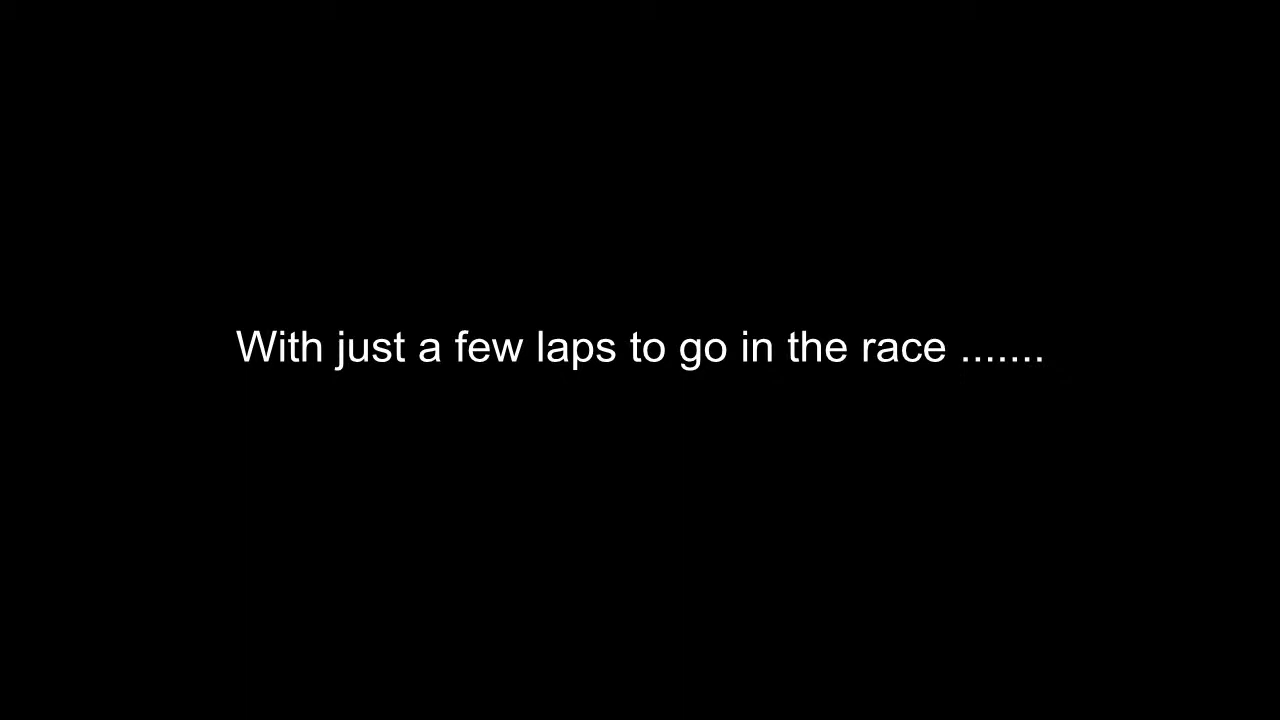 With just a few laps to go in the race .......